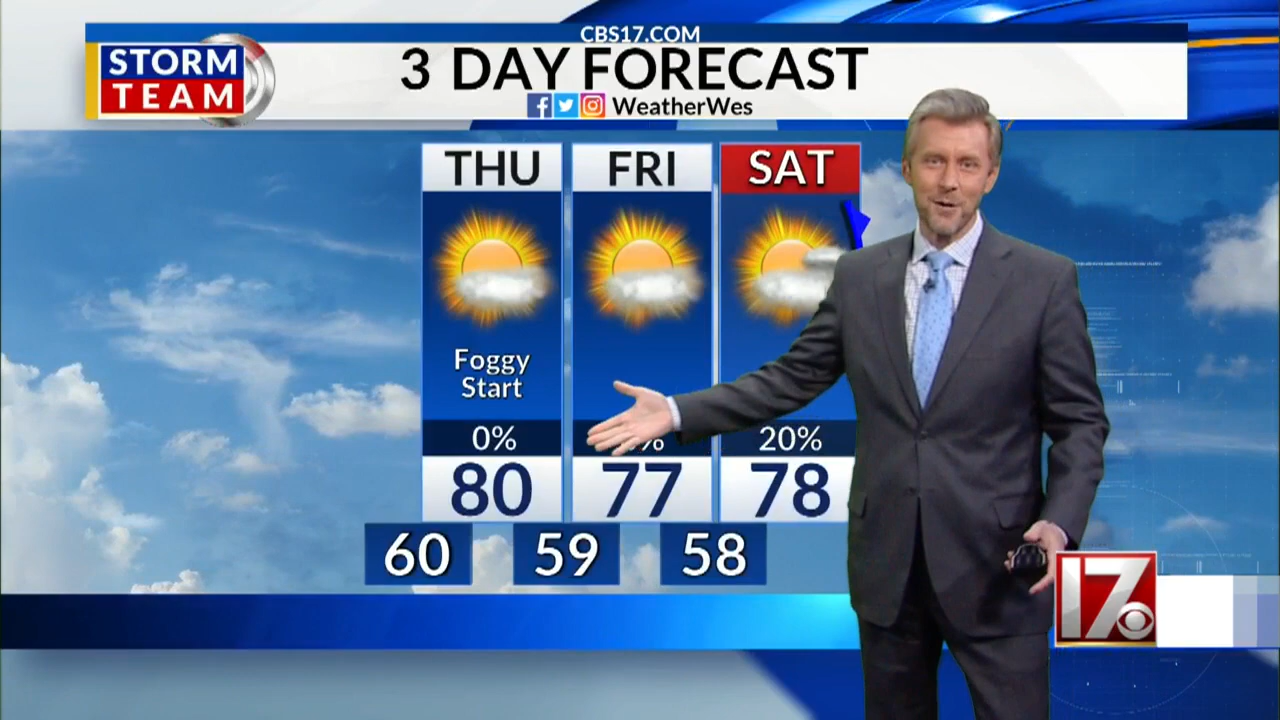 CBS17.COM
STORM
TEAM
3 DAY FORECAST
WeatherWes
THU
FRI
SAT
Foggy
Start
0%
%
20%
80
77
78
60
59
58
17